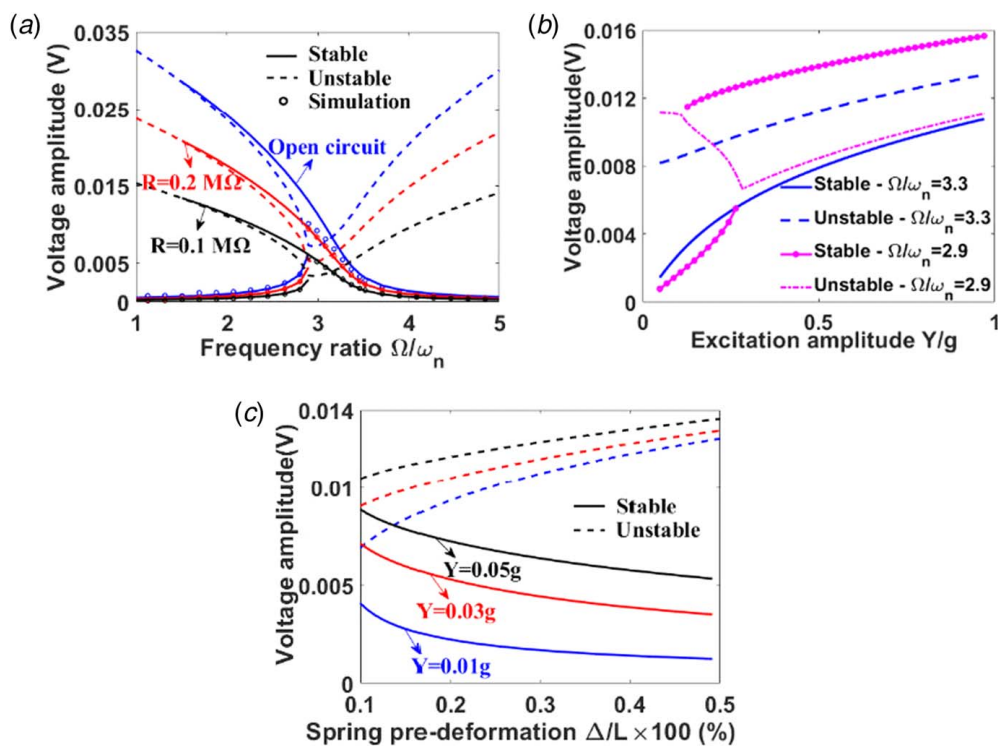 (a)
Voltage amplitude (V)
0.035
0.025
0.015
0.005
0
Stable
Unstable
Simulation
Open circuit
R=0.2 MΩ
R=0.1 MΩ
1 2 3 4 5
Frequency ratio Ω/ωn
(b)
Voltage amplitude(V)
0.016
0.012
0.008
0.004
0
Stable - Ω/ωn=3.3
Unstable - Ω/ωn=3.3
Stable - Ω/ωn=2.9
Unstable - Ω/ωn=2.9
0 0.5 1
Excitation amplitude Y/g
(c)
Voltage amplitude(V)
0.014
0.01
0.005
0
Stable
Unstable
Y=0.05g
Y=0.03g
Y=0.01g
0.1 0.2 0.3 0.4 0.5
Spring pre-deformation Δ/L ×100 (%)